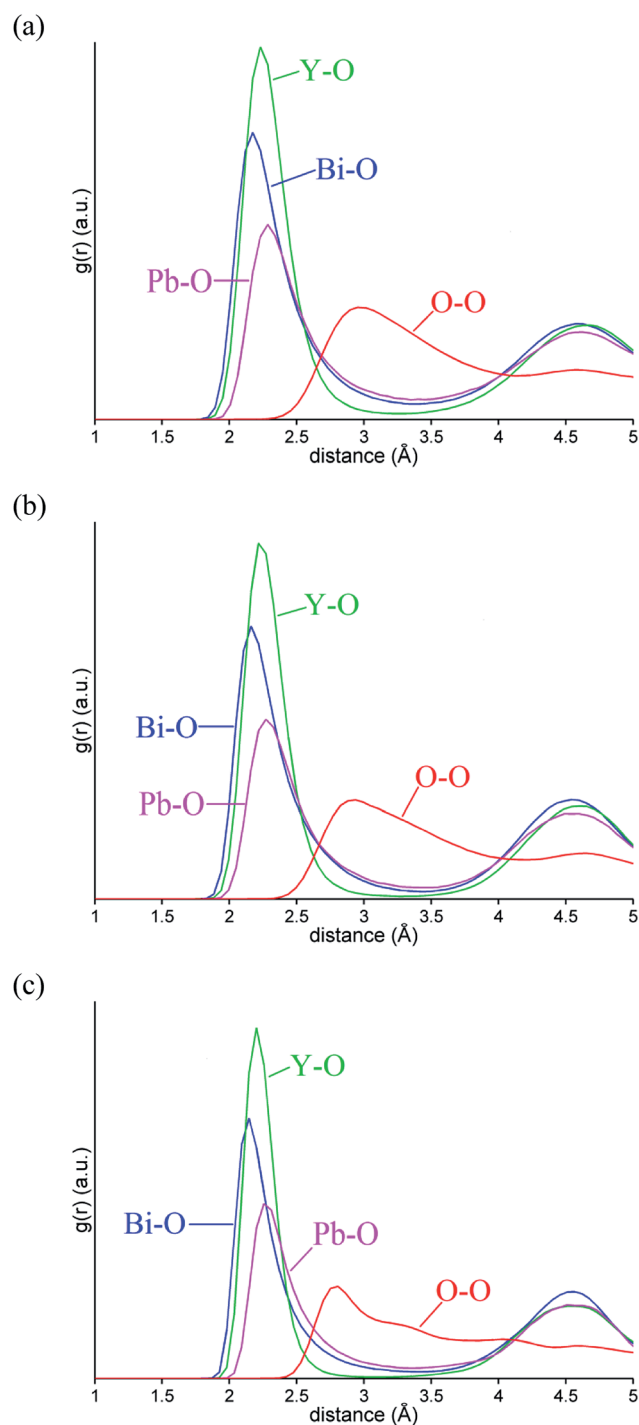 (a)
Y-O
Bi-O
Pb-O
O-O
g(r) (a.u.)
1 1.5 2 2.5 3 3.5 4 4.5 5
distance (Å)
(b)
Y-O
Bi-O
Pb-O
O-O
g(r) (a.u.)
1 1.5 2 2.5 3 3.5 4 4.5 5
distance (Å)
(c)
Y-O
Bi-O
Pb-O
O-O
g(r) (a.u.)
1 1.5 2 2.5 3 3.5 4 4.5 5
distance (Å)